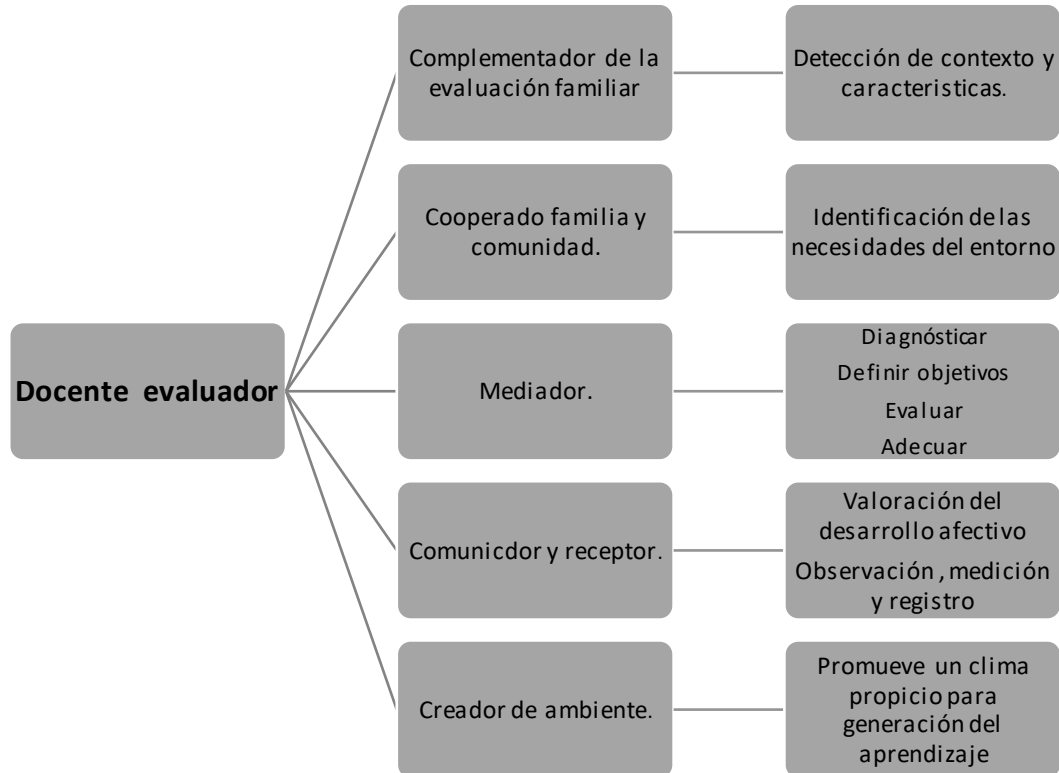 Complementador de la
evaluación familiar
Detección de contexto y
caracteristicas.
Cooperado familia y
comunidad.
Identificación de las
necesidades del entorno
Docente evaluador
Mediador.
Diagnósticar
Definir objetivos
Evaluar
Adecuar
Comunicdor y receptor.
Valoración del
desarrollo afectivo
Observación , medición
y registro
Creador de ambiente.
Promueve un clima
propicio para
generación del
aprendizaje